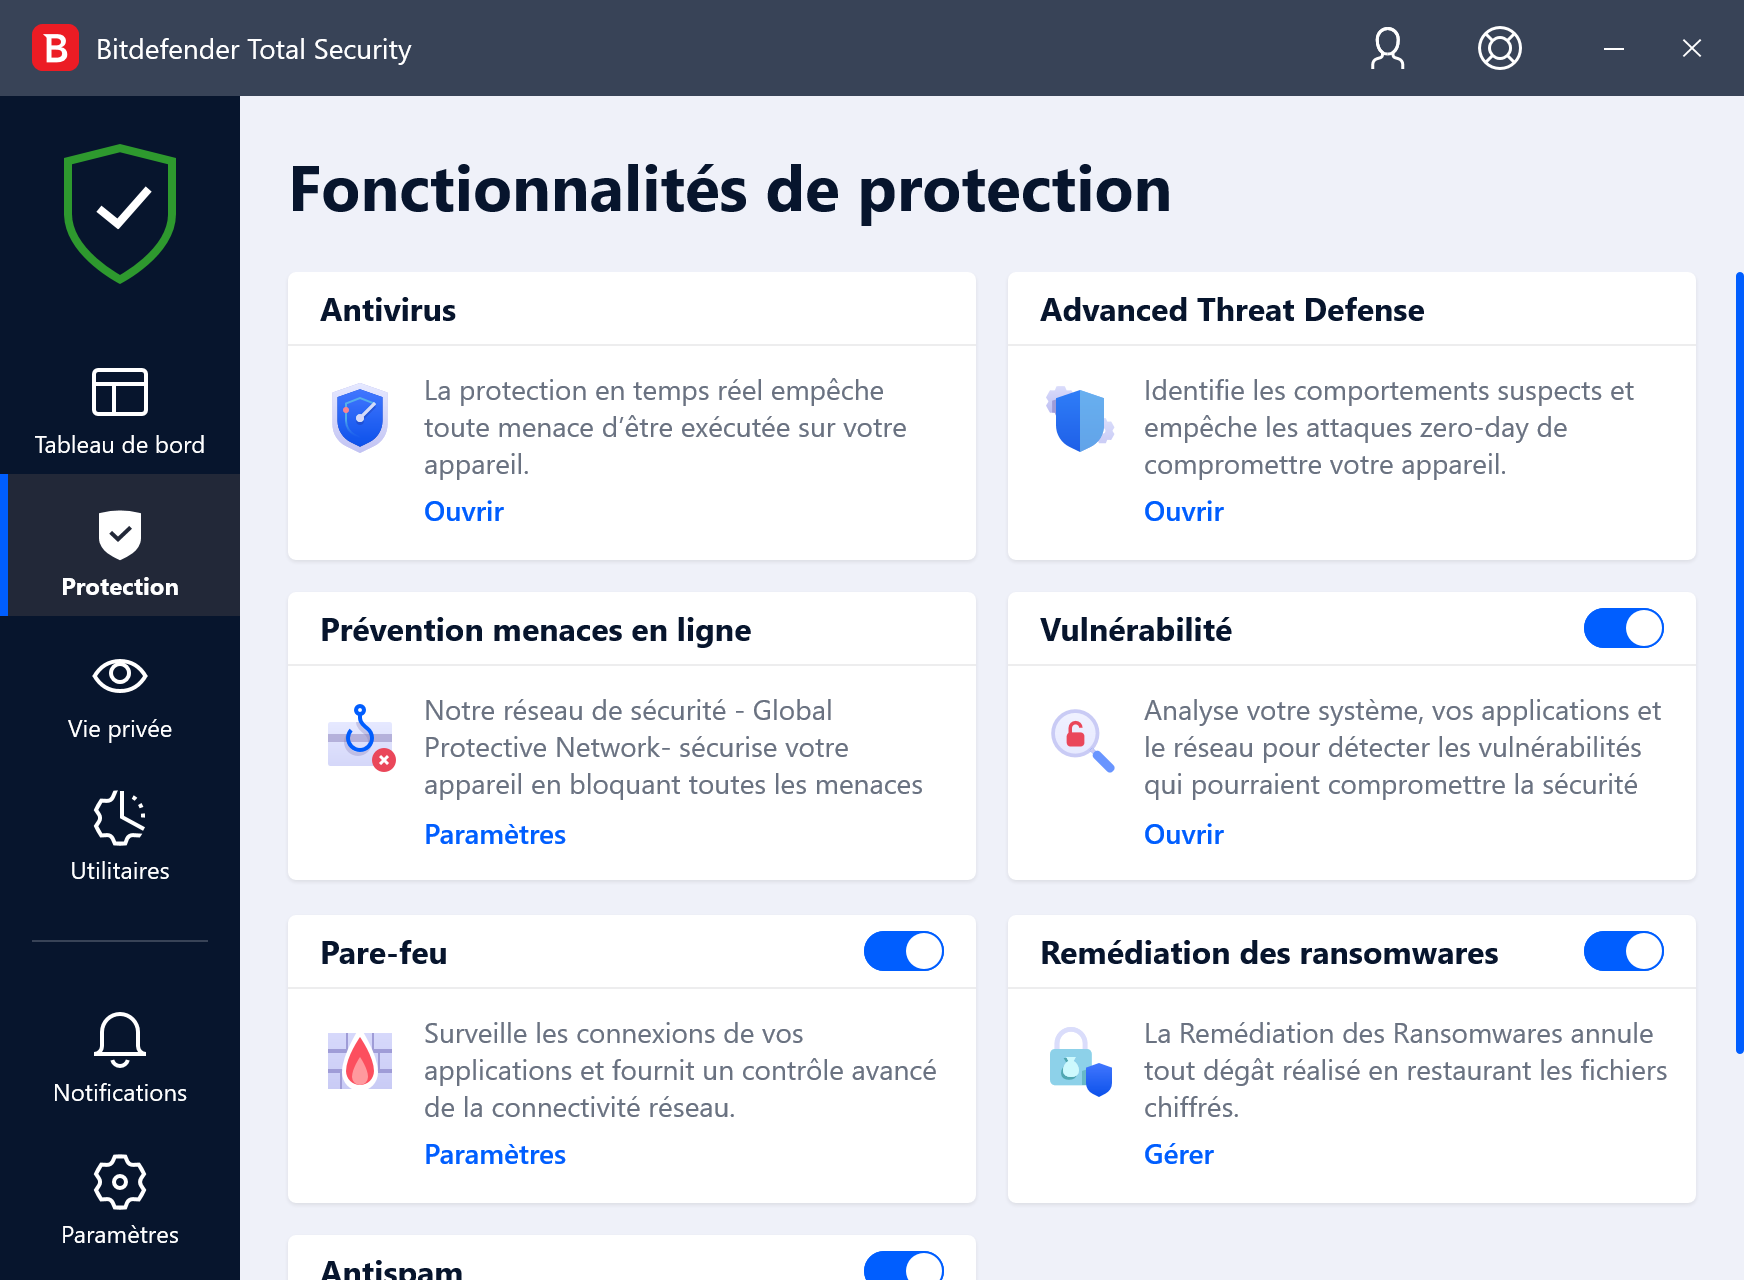 B Bitdefender Total Security
Tableau de bord
Protection
Vie privée
Utilitaires
Notifications
Paramètres
Fonctionnalités de protection
Antivirus
La protection en temps réel empêche
toute menace d’être exécutée sur votre
appareil.
Ouvrir
Advanced Threat Defense
Identifie les comportements suspects et
empêche les attaques zero-day de
compromettre votre appareil.
Ouvrir
Prévention menaces en ligne
Notre réseau de sécurité - Global
Protective Network- sécurise votre
appareil en bloquant toutes les menaces
Paramètres
Vulnérabilité
Analyse votre système, vos applications et
le réseau pour détecter les vulnérabilités
qui pourraient compromettre la sécurité
Ouvrir
Pare-feu
Surveille les connexions de vos
applications et fournit un contrôle avancé
de la connectivité réseau.
Paramètres
Remédiation des ransomwares
La Remédiation des Ransomwares annule
tout dégât réalisé en restaurant les fichiers
chiffrés.
Gérer
Antispam